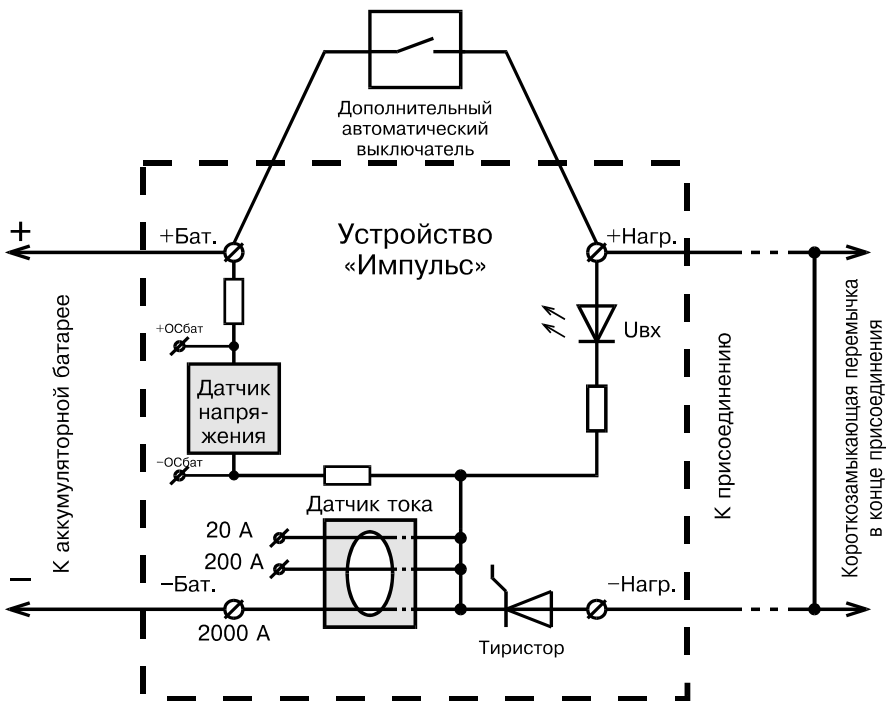 Дополнительный
автоматический
выключатель
+
+Бат.
Устройство
«Импульс»
+Нагр.
+ОСбат
Uвх
Датчик
напря-
жения
−ОСбат
Датчик тока
20 А
200 А
−
−Бат.
−Нагр.
2000 А
Тиристор
К аккумуляторной батарее
К присоединению
Короткозамыкающая перемычка
в конце присоединения